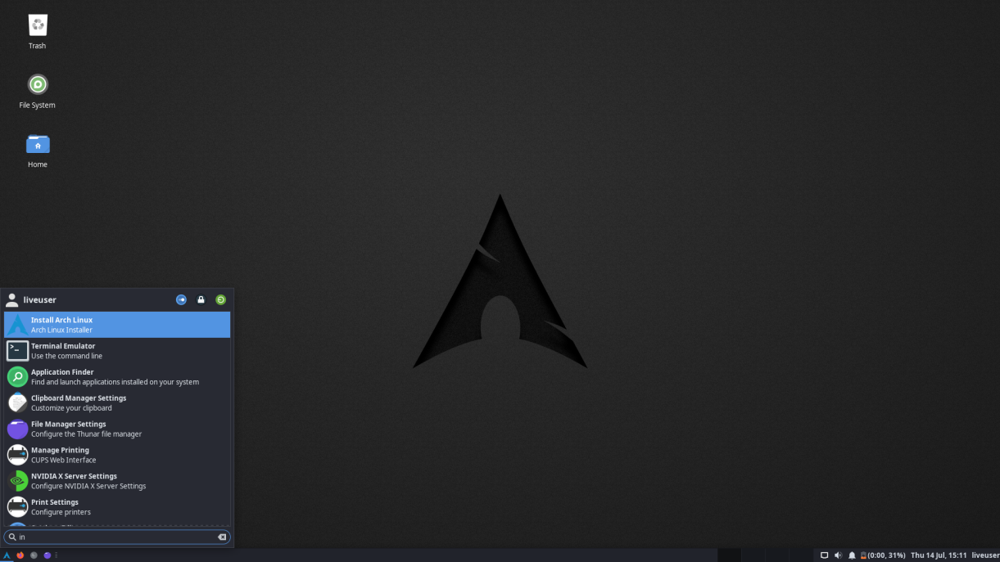 Trash
File System
Home
liveuser
Install Arch Linux
Arch Linux Installer
Terminal Emulator
Use the command line
Application Finder
Find and launch applications installed on your system
Clipboard Manager Settings
Customize your clipboard
File Manager Settings
Configure the Thunar file manager
Manage Printing
CUPS Web Interface
NVIDIA X Server Settings
Configure NVIDIA X Server Settings
Print Settings
Configure printers
in
(0:00, 31%) Thu 14 Jul, 15:11 liveuser